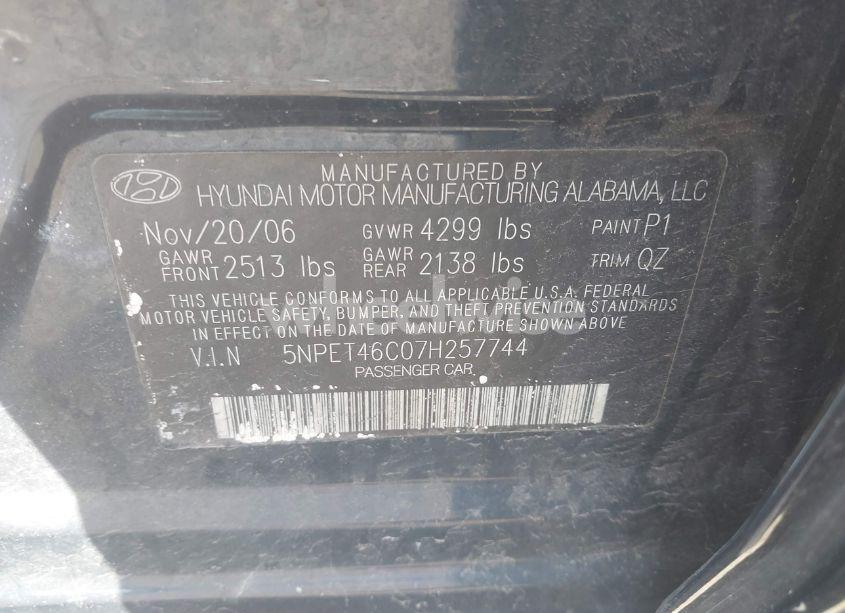 MANUFACTURED BY
HYUNDAI MOTOR MANUFACTURING ALABAMA, LLC
Nov/20/06 GVWR 4299 lbs PAINT P1
GAWR FRONT 2513 lbs GAWR REAR 2138 lbs TRIM QZ
THIS VEHICLE CONFORMS TO ALL APPLICABLE U.S.A. FEDERAL
MOTOR VEHICLE SAFETY, BUMPER, AND THEFT PREVENTION STANDARDS
IN EFFECT ON THE DATE OF MANUFACTURE SHOWN ABOVE
V.I.N 5NPET46C07H257744
PASSENGER CAR